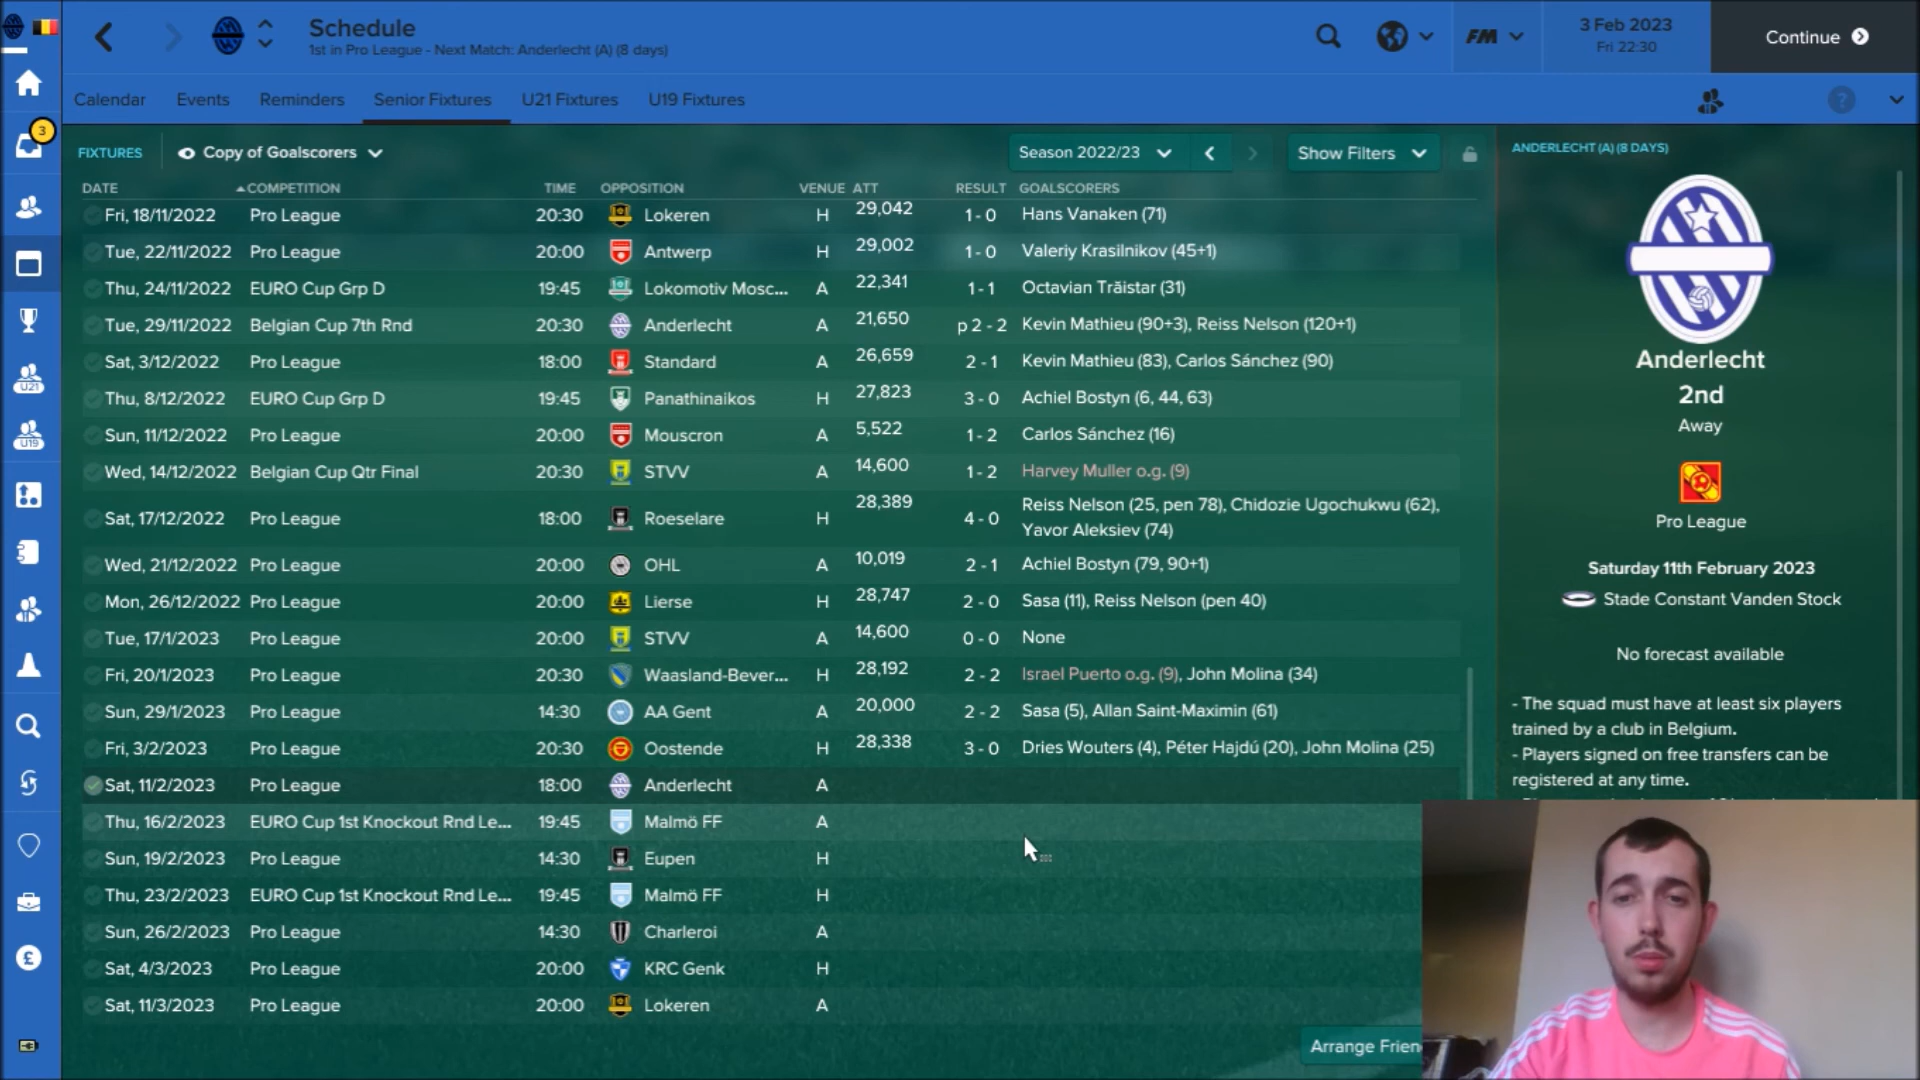 Schedule
1st in Pro League - Next Match: Anderlecht (A) (8 days)
FM
3 Feb 2023
Fri 22:30
Continue
Calendar Events Reminders Senior Fixtures U21 Fixtures U19 Fixtures
?
3
U21
U19
£
FIXTURES Copy of Goalscorers Season 2022/23 Show Filters
DATE COMPETITION TIME OPPOSITION VENUE ATT RESULT GOALSCORERS
Fri, 18/11/2022 Pro League 20:30 Lokeren H 29,042 1 - 0 Hans Vanaken (71)
Tue, 22/11/2022 Pro League 20:00 Antwerp H 29,002 1 - 0 Valeriy Krasilnikov (45+1)
Thu, 24/11/2022 EURO Cup Grp D 19:45 Lokomotiv Mosc... A 22,341 1 - 1 Octavian Trăistar (31)
Tue, 29/11/2022 Belgian Cup 7th Rnd 20:30 Anderlecht A 21,650 p 2 - 2 Kevin Mathieu (90+3), Reiss Nelson (120+1)
Sat, 3/12/2022 Pro League 18:00 Standard A 26,659 2 - 1 Kevin Mathieu (83), Carlos Sánchez (90)
Thu, 8/12/2022 EURO Cup Grp D 19:45 Panathinaikos H 27,823 3 - 0 Achiel Bostyn (6, 44, 63)
Sun, 11/12/2022 Pro League 20:00 Mouscron A 5,522 1 - 2 Carlos Sánchez (16)
Wed, 14/12/2022 Belgian Cup Qtr Final 20:30 STVV A 14,600 1 - 2 Harvey Muller o.g. (9)
Sat, 17/12/2022 Pro League 18:00 Roeselare H 28,389 4 - 0 Reiss Nelson (25, pen 78), Chidozie Ugochukwu (62),
Yavor Aleksiev (74)
Wed, 21/12/2022 Pro League 20:00 OHL A 10,019 2 - 1 Achiel Bostyn (79, 90+1)
Mon, 26/12/2022 Pro League 20:00 Lierse H 28,747 2 - 0 Sasa (11), Reiss Nelson (pen 40)
Tue, 17/1/2023 Pro League 20:00 STVV A 14,600 0 - 0 None
Fri, 20/1/2023 Pro League 20:30 Waasland-Bever... H 28,192 2 - 2 Israel Puerto o.g. (9), John Molina (34)
Sun, 29/1/2023 Pro League 14:30 AA Gent A 20,000 2 - 2 Sasa (5), Allan Saint-Maximin (61)
Fri, 3/2/2023 Pro League 20:30 Oostende H 28,338 3 - 0 Dries Wouters (4), Péter Hajdú (20), John Molina (25)
Sat, 11/2/2023 Pro League 18:00 Anderlecht A
Thu, 16/2/2023 EURO Cup 1st Knockout Rnd Le... 19:45 Malmö FF A
Sun, 19/2/2023 Pro League 14:30 Eupen H
Thu, 23/2/2023 EURO Cup 1st Knockout Rnd Le... 19:45 Malmö FF H
Sun, 26/2/2023 Pro League 14:30 Charleroi A
Sat, 4/3/2023 Pro League 20:00 KRC Genk H
Sat, 11/3/2023 Pro League 20:00 Lokeren A
Arrange Frien
ANDERLECHT (A) (8 DAYS)
Anderlecht
2nd
Away
Pro League
Saturday 11th February 2023
Stade Constant Vanden Stock
No forecast available
- The squad must have at least six players
trained by a club in Belgium.
- Players signed on free transfers can be
registered at any time.